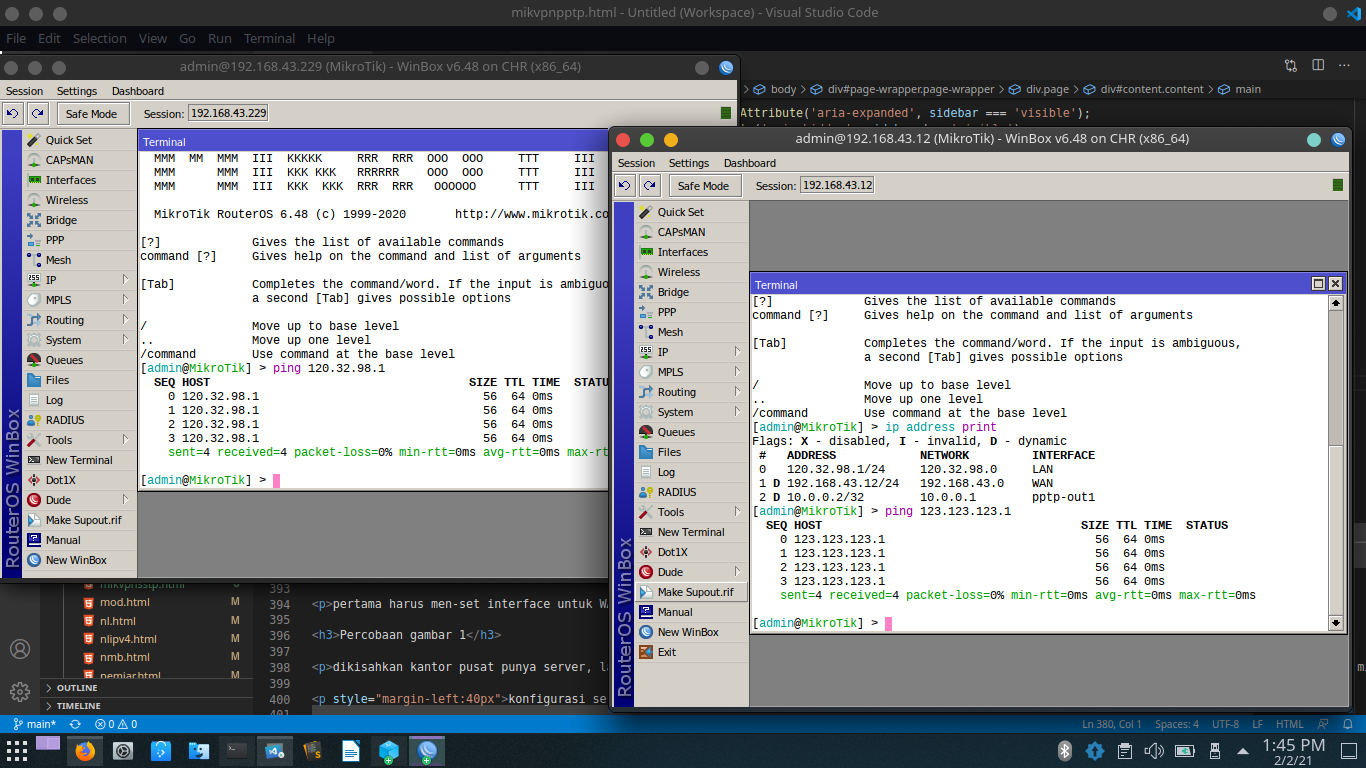 mikvpnpptp.html - Untitled (Workspace) - Visual Studio Code
File Edit Selection View Go Run Terminal Help
admin@192.168.43.229 (MikroTik) - WinBox v6.48 on CHR (x86_64)
Session Settings Dashboard
Safe Mode Session: 192.168.43.229
RouterOS WinBox
Quick Set
CAPsMAN
Interfaces
Wireless
Bridge
PPP
Mesh
IP
MPLS
Routing
System
Queues
Files
Log
RADIUS
Tools
New Terminal
Dot1X
Dude
Make Supout.rif
Manual
New WinBox
Terminal
MMM MM MMM III KKKKK RRR RRR OOO OOO TTT III
MMM MMM III KKK KKK RRRRRR OOO OOO TTT III
MMM MMM III KKK KKK RRR RRR OOOOOO TTT III
MikroTik RouterOS 6.48 (c) 1999-2020 http://www.mikrotik.co
[?] Gives the list of available commands
command [?] Gives help on the command and list of arguments
[Tab] Completes the command/word. If the input is ambiguo
a second [Tab] gives possible options
/ Move up to base level
.. Move up one level
/command Use command at the base level
[admin@MikroTik] > ping 120.32.98.1
SEQ HOST SIZE TTL TIME STATUS
0 120.32.98.1 56 64 0ms
1 120.32.98.1 56 64 0ms
2 120.32.98.1 56 64 0ms
3 120.32.98.1 56 64 0ms
sent=4 received=4 packet-loss=0% min-rtt=0ms avg-rtt=0ms max-rt
[admin@MikroTik] >
body > div#page-wrapper.page-wrapper > div.page > div#content.content > main
Attribute('aria-expanded', sidebar === 'visible');
admin@192.168.43.12 (MikroTik) - WinBox v6.48 on CHR (x86_64)
Session Settings Dashboard
Safe Mode Session: 192.168.43.12
RouterOS WinBox
Quick Set
CAPsMAN
Interfaces
Wireless
Bridge
PPP
Mesh
IP
MPLS
Routing
System
Queues
Files
Log
RADIUS
Tools
New Terminal
Dot1X
Dude
Make Supout.rif
Manual
New WinBox
Exit
Terminal
[?] Gives the list of available commands
command [?] Gives help on the command and list of arguments
[Tab] Completes the command/word. If the input is ambiguous,
a second [Tab] gives possible options
/ Move up to base level
.. Move up one level
/command Use command at the base level
[admin@MikroTik] > ip address print
Flags: X - disabled, I - invalid, D - dynamic
# ADDRESS NETWORK INTERFACE
0 120.32.98.1/24 120.32.98.0 LAN
1 D 192.168.43.12/24 192.168.43.0 WAN
2 D 10.0.0.2/32 10.0.0.1 pptp-out1
[admin@MikroTik] > ping 123.123.123.1
SEQ HOST SIZE TTL TIME STATUS
0 123.123.123.1 56 64 0ms
1 123.123.123.1 56 64 0ms
2 123.123.123.1 56 64 0ms
3 123.123.123.1 56 64 0ms
sent=4 received=4 packet-loss=0% min-rtt=0ms avg-rtt=0ms max-rtt=0ms
[admin@MikroTik] >
mikvpnsstp.html
mod.html M
nl.html M
nlipv4.html M
nmb.html M
pemjar.html M
OUTLINE
TIMELINE
393
394 <p>pertama harus men-set interface untuk WA
395
396 <h3>Percobaan gambar 1</h3>
397
398 <p>dikisahkan kantor pusat punya server, la
399
400 <p style="margin-left:40px">konfigurasi se
401
main* 0 0 Ln 380, Col 1 Spaces: 4 UTF-8 LF HTML
1:45 PM
2/2/21